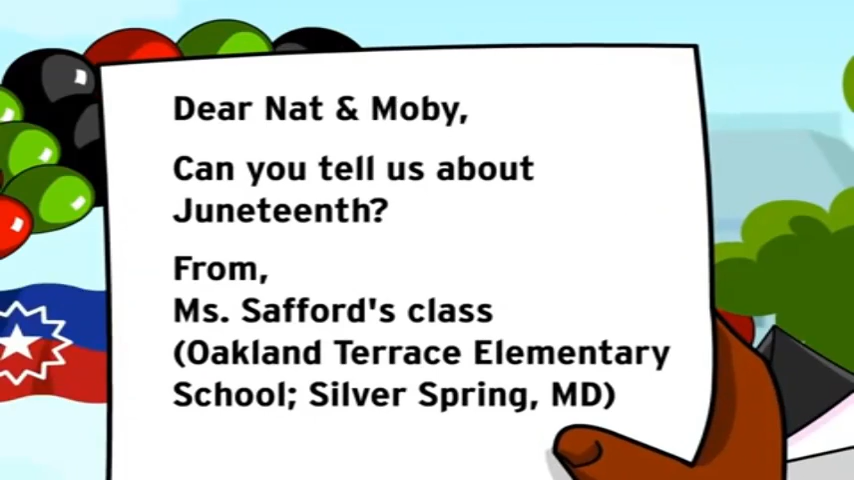 Dear Nat & Moby,
Can you tell us about
Juneteenth?
From,
Ms. Safford's class
(Oakland Terrace Elementary
School; Silver Spring, MD)